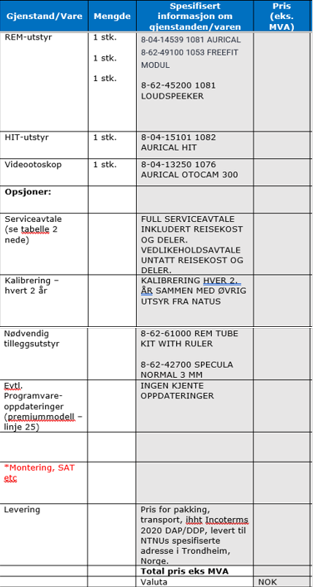 Gjenstand/Vare
Mengde
Spesifisert
informasjon om
gjenstanden/varen
Pris
(eks.
MVA)
REM-utstyr
1 stk.
1 stk.
1 stk.
8-04-14539 1081 AURICAL
8-62-49100 1053 FREEFIT
MODUL
8-62-45200 1081
LOUDSPEEKER
HIT-utstyr
1 stk.
8-04-15101 1082
AURICAL HIT
Videootoskop
1 stk.
8-04-13250 1076
AURICAL OTOCAM 300
Opsjoner:
Serviceavtale
(se tabelle 2
nede)
FULL SERVICEAVTALE
INKLUDERT REISEKOST
OG DELER.
VEDLIKEHOLDSAVTALE
UNTATT REISEKOST OG
DELER.
Kalibrering –
hvert 2 år
KALIBRERING HVER 2.
ÅR SAMMEN MED ØVRIG
UTSYR FRA NATUS
Nødvendig
tilleggsutstyr
8-62-61000 REM TUBE
KIT WITH RULER
8-62-42700 SPECULA
NORMAL 3 MM
Evtl.
Programvare-
oppdateringer
(premiummodell –
linje 25)
INGEN KJENTE
OPPDATERINGER
*Montering, SAT
etc
Levering
Pris for pakking,
transport, ihht Incoterms
2020 DAP/DDP, levert til
NTNUs spesifiserte
adresse i Trondheim,
Norge.
Total pris eks MVA
Valuta
NOK